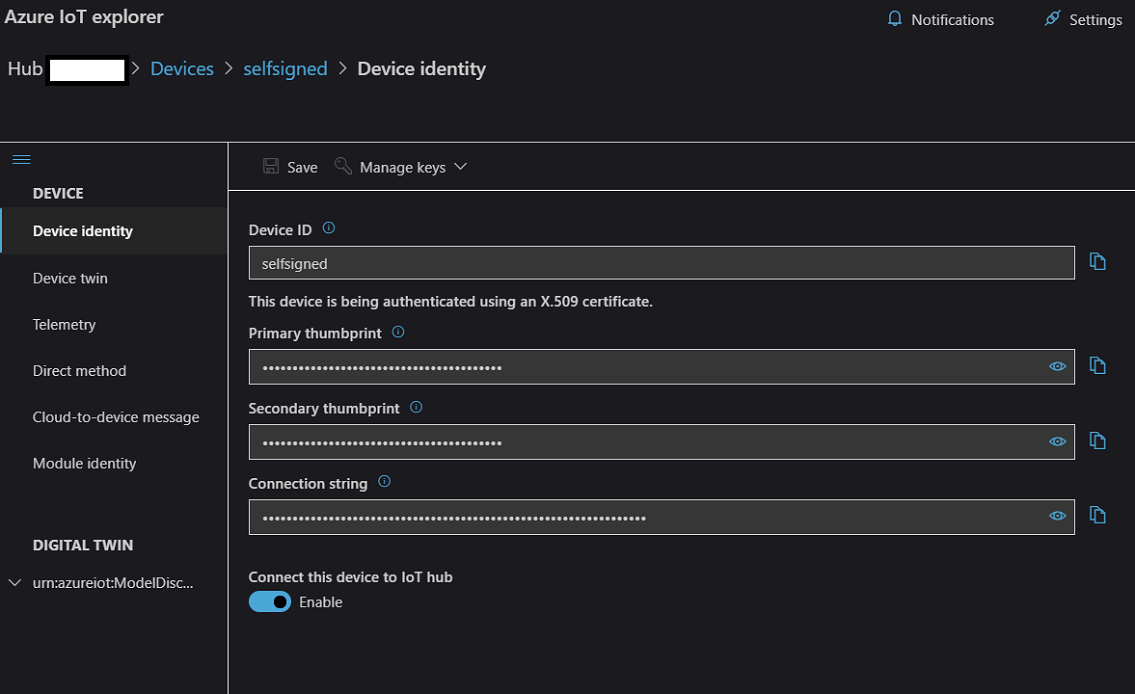 Azure IoT explorer
Notifications
Settings
Hub
Devices > selfsigned > Device identity
Save
Manage keys
DEVICE
Device identity
Device twin
Telemetry
Direct method
Cloud-to-device message
Module identity
DIGITAL TWIN
urn:azureiot:ModelDisc...
Device ID
selfsigned
This device is being authenticated using an X.509 certificate.
Primary thumbprint
••••••••••••••••••••••••••••••••••••••••
Secondary thumbprint
••••••••••••••••••••••••••••••••••••••••
Connection string
••••••••••••••••••••••••••••••••••••••••••••••••••••••••••••••••
Connect this device to IoT hub
Enable